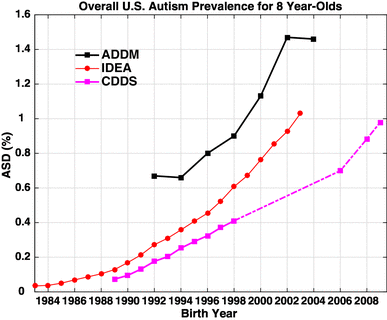 Overall U.S. Autism Prevalence for 8 Year-Olds
1.6
1.4
1.2
1
0.8
0.6
0.4
0.2
0
ASD (%)
ADDM
IDEA
CDDS
1984 1986 1988 1990 1992 1994 1996 1998 2000 2002 2004 2006 2008
Birth Year